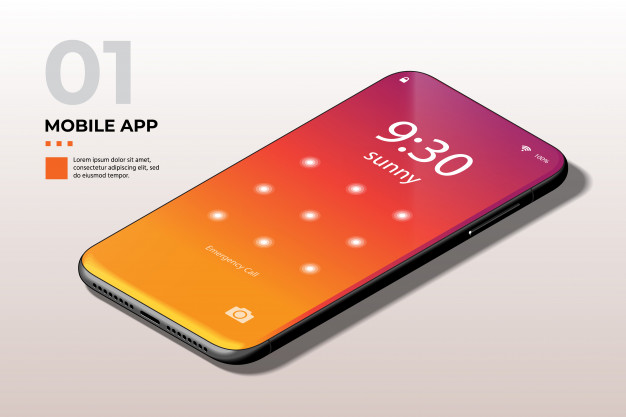 01
MOBILE APP
Lorem ipsum dolor sit amet,
consectetur adipiscing elit, sed
do eiusmod tempor.
9:30
sunny
100%
Emergency Call